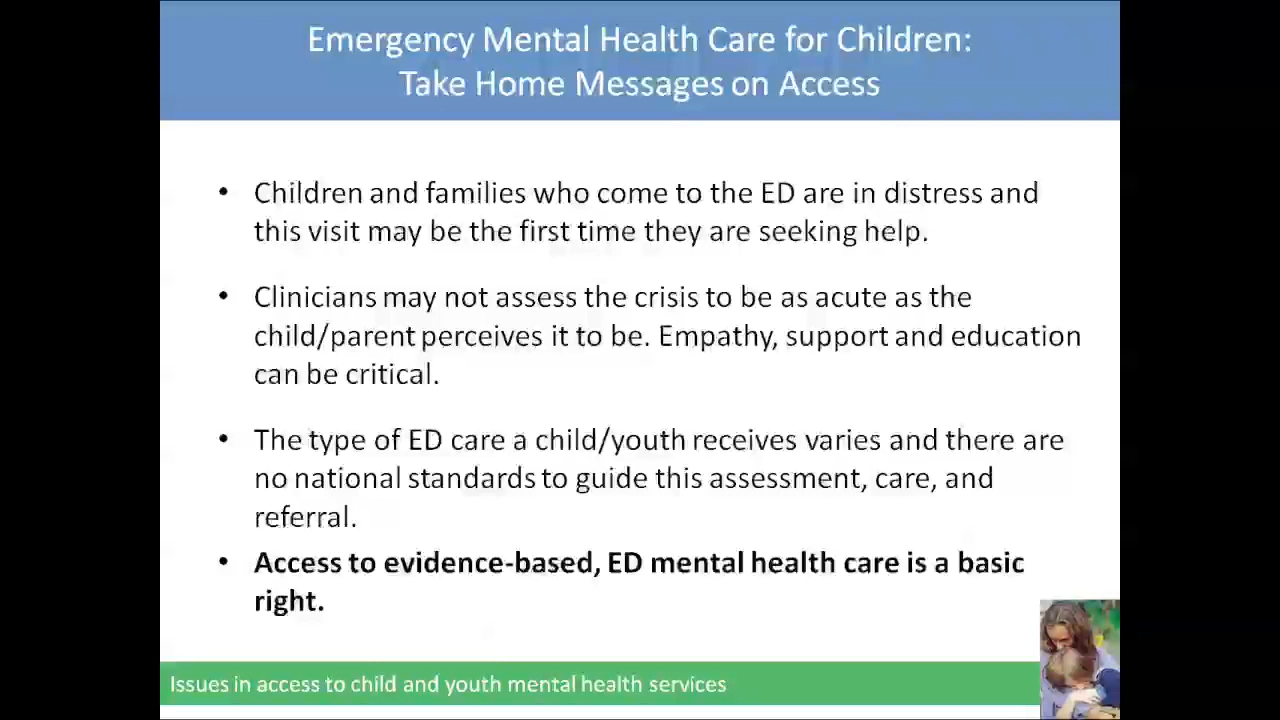 Emergency Mental Health Care for Children:
Take Home Messages on Access
• Children and families who come to the ED are in distress and
this visit may be the first time they are seeking help.
• Clinicians may not assess the crisis to be as acute as the
child/parent perceives it to be. Empathy, support and education
can be critical.
• The type of ED care a child/youth receives varies and there are
no national standards to guide this assessment, care, and
referral.
• Access to evidence-based, ED mental health care is a basic
right.
Issues in access to child and youth mental health services